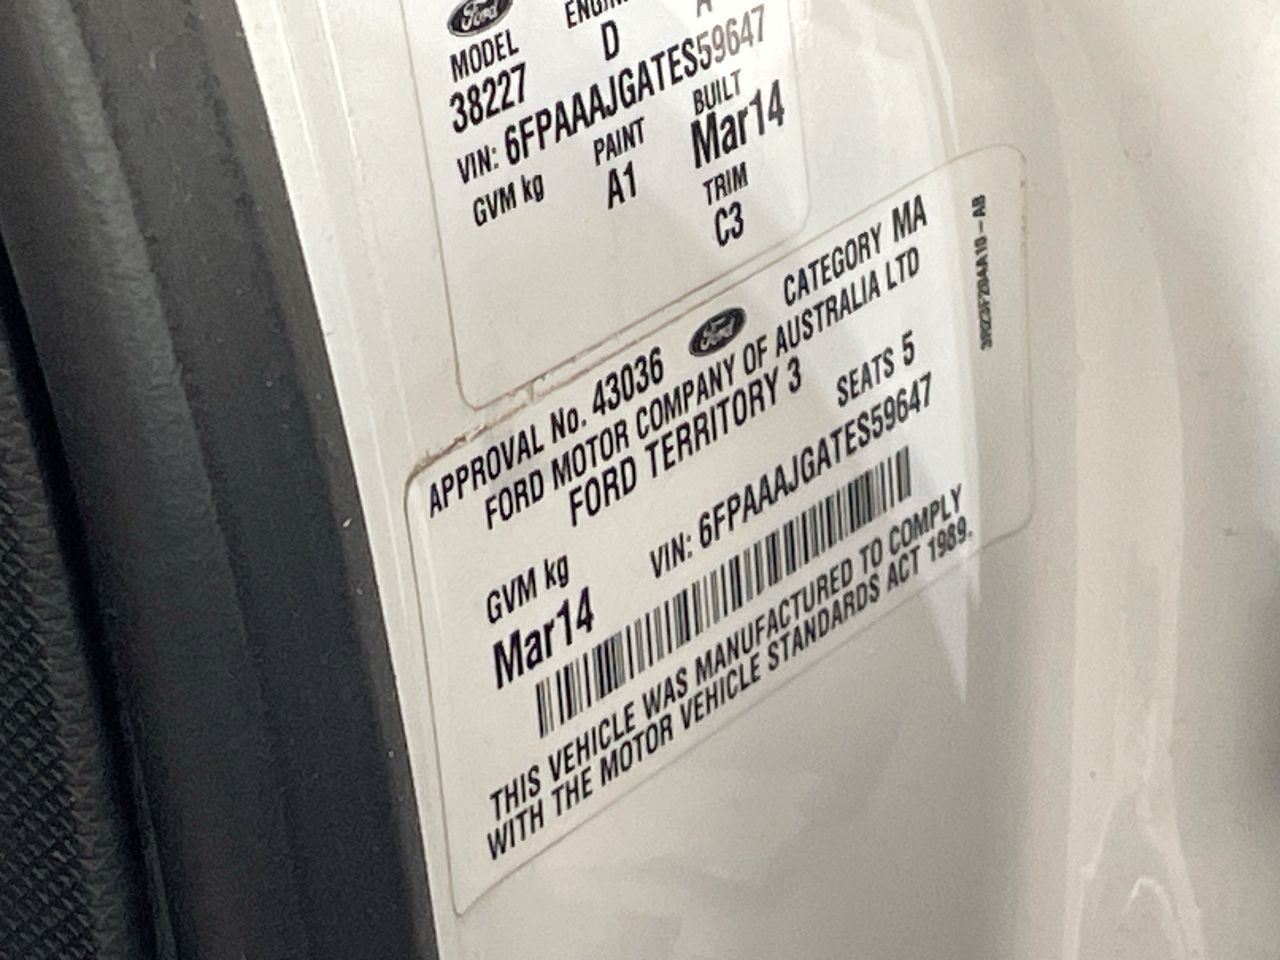 Ford
MODEL
D
A
38227
VIN: 6FPAAAJGATES59647
GVM kg PAINT BUILT
A1 Mar14
TRIM
C3
APPROVAL No. 43036 Ford CATEGORY MA
FORD MOTOR COMPANY OF AUSTRALIA LTD
FORD TERRITORY 3 SEATS 5
GVM kg VIN: 6FPAAAJGATES59647
Mar14
THIS VEHICLE WAS MANUFACTURED TO COMPLY
WITH THE MOTOR VEHICLE STANDARDS ACT 1989.